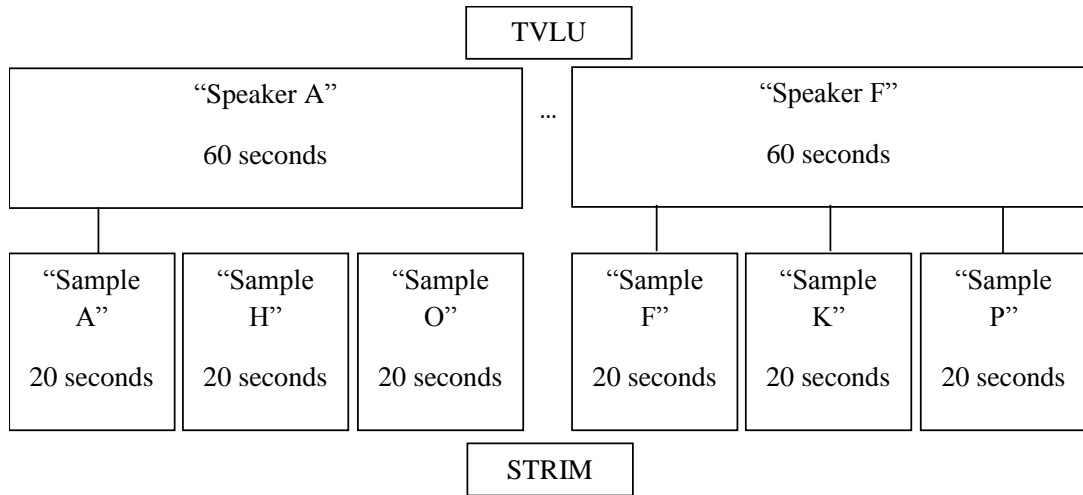 TVLU
“Speaker A”
60 seconds
...
“Speaker F”
60 seconds
“Sample
A”
20 seconds
“Sample
H”
20 seconds
“Sample
O”
20 seconds
“Sample
F”
20 seconds
“Sample
K”
20 seconds
“Sample
P”
20 seconds
STRIM